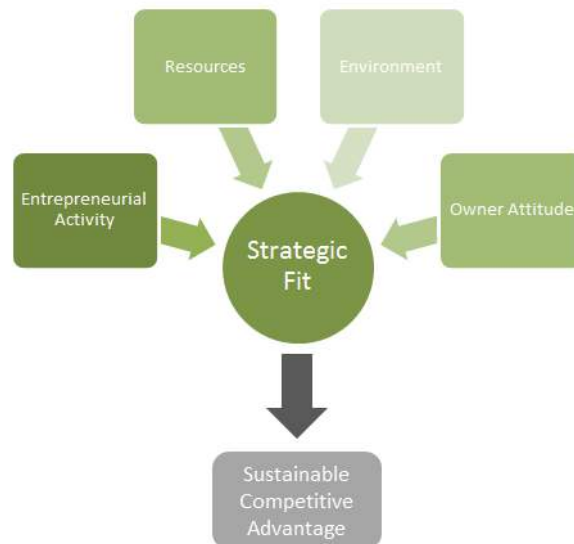 Resources
Environment
Entrepreneurial
Activity
Owner Attitude
Strategic
Fit
Sustainable
Competitive
Advantage